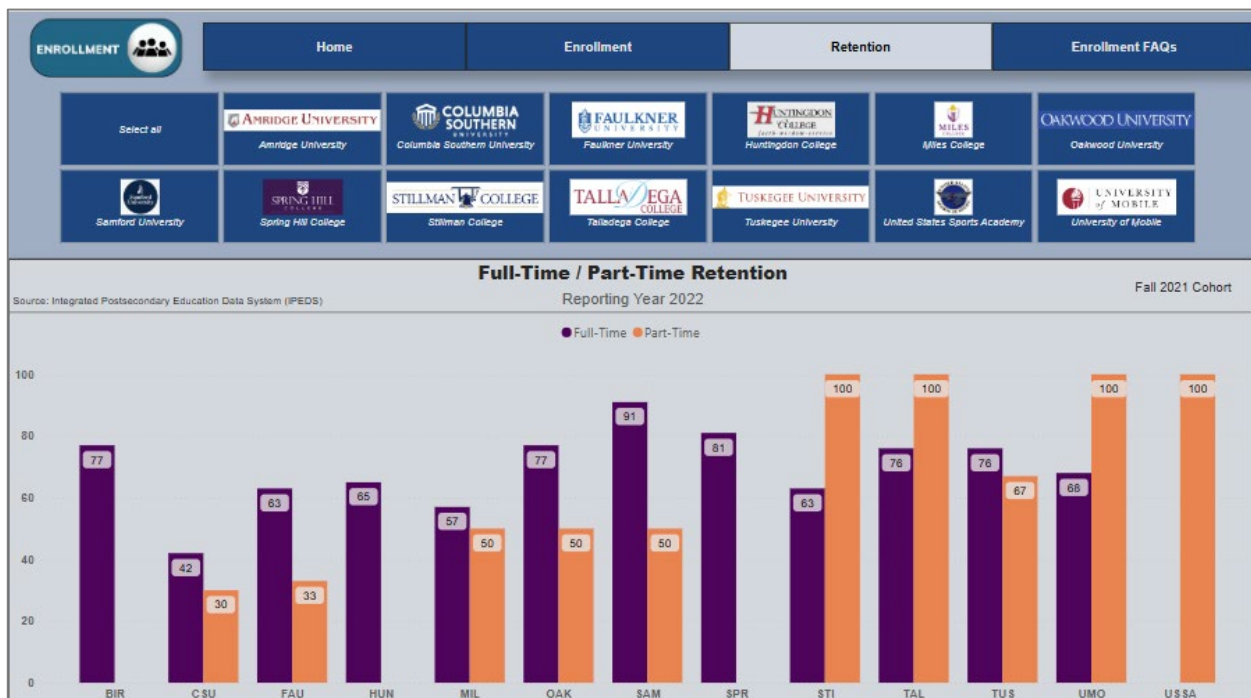 ENROLLMENT
Home Enrollment Retention Enrollment FAQs
Select all
AMRIDGE UNIVERSITY
Amridge University
COLUMBIA
SOUTHERN
UNIVERSITY
Columbia Southern University
FAULKNER
UNIVERSITY
Faulkner University
HUNTINGDON
COLLEGE
faith • wisdom • service
Huntingdon College
MILES
COLLEGE
Miles College
OAKWOOD UNIVERSITY
Oakwood University
Samford
University
Samford University
SPRING HILL
COLLEGE
Spring Hill College
STILLMAN COLLEGE
Stillman College
TALLADEGA
COLLEGE
Talladega College
TUSKEGEE UNIVERSITY
Tuskegee University
United States Sports Academy
UNIVERSITY
of MOBILE
University of Mobile
Full-Time / Part-Time Retention
Source: Integrated Postsecondary Education Data System (IPEDS)
Reporting Year 2022
Fall 2021 Cohort
Full-Time Part-Time
100
80
60
40
20
0
77
42 30
63 33
65
57 50
77 50
91 50
81
63 100
76 100
76 67
68 100
100
BIR CSU FAU HUN MIL OAK SAM SPR STI TAL TUS UMO USSA